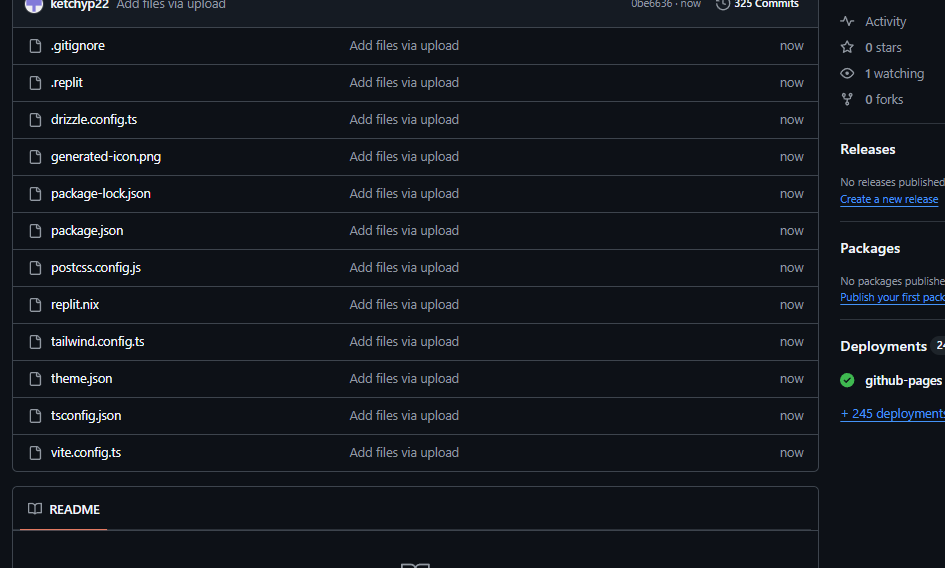 ketchyp22 Add files via upload 0be6636 · now 325 Commits
.gitignore Add files via upload now
.replit Add files via upload now
drizzle.config.ts Add files via upload now
generated-icon.png Add files via upload now
package-lock.json Add files via upload now
package.json Add files via upload now
postcss.config.js Add files via upload now
replit.nix Add files via upload now
tailwind.config.ts Add files via upload now
theme.json Add files via upload now
tsconfig.json Add files via upload now
vite.config.ts Add files via upload now
README
Activity
0 stars
1 watching
0 forks
Releases
No releases published
Create a new release
Packages
No packages publishe
Publish your first pack
Deployments 24
github-pages
+ 245 deployments